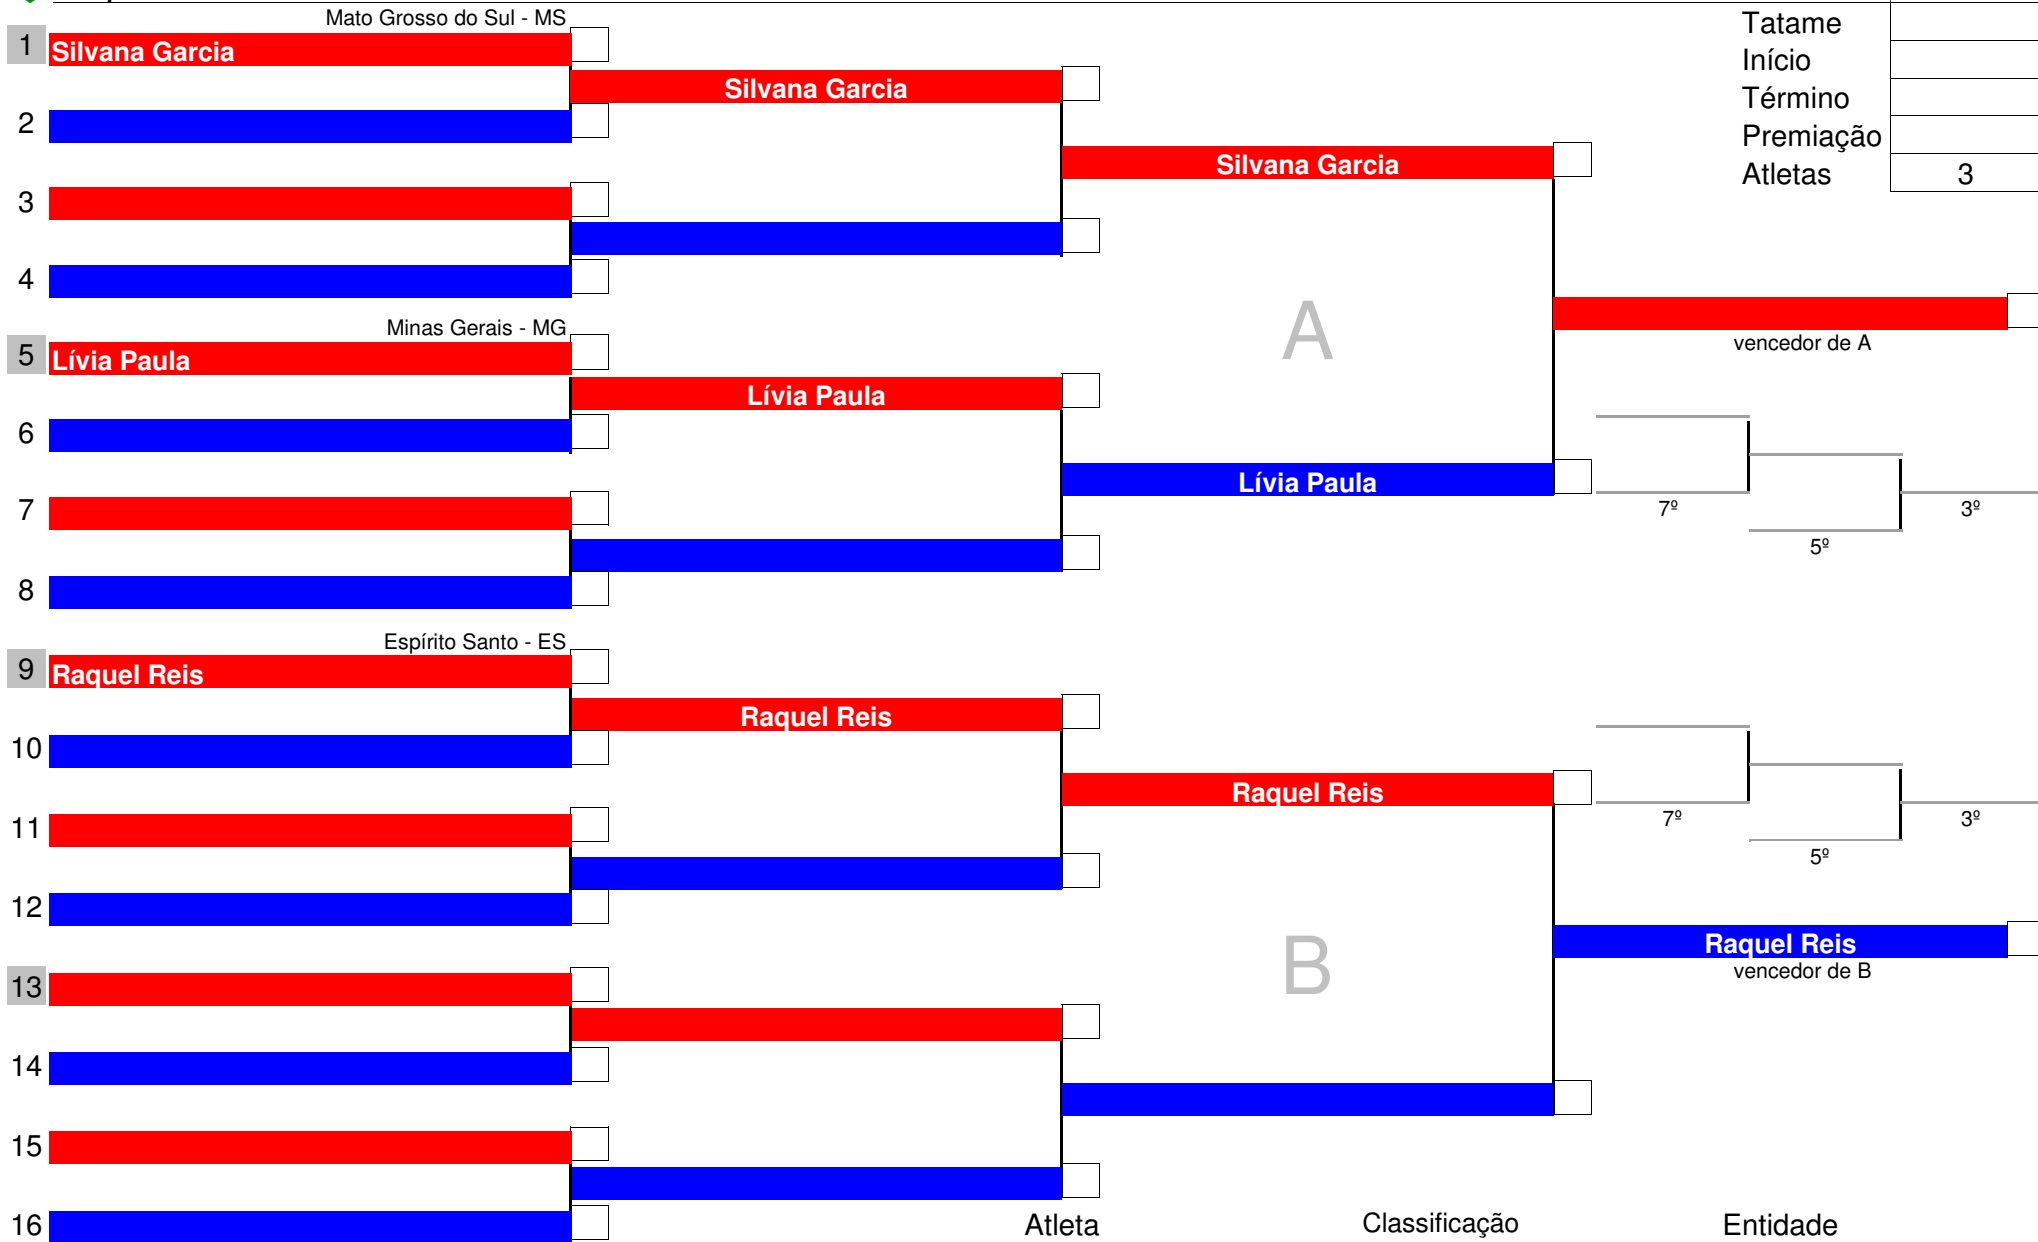 Mato Grosso do Sul - MS
Tatame
1 Silvana Garcia
Início
Silvana Garcia
Término
2
Premiação
Silvana Garcia
Atletas 3
3
4
A
Minas Gerais - MG
vencedor de A
5 Lívia Paula
Lívia Paula
6
Lívia Paula
7º 3º
7
5º
8
Espírito Santo - ES
9 Raquel Reis
Raquel Reis
10
Raquel Reis
7º 3º
11
5º
12
Raquel Reis
B
vencedor de B
13
14
15
16
Atleta Classificação Entidade